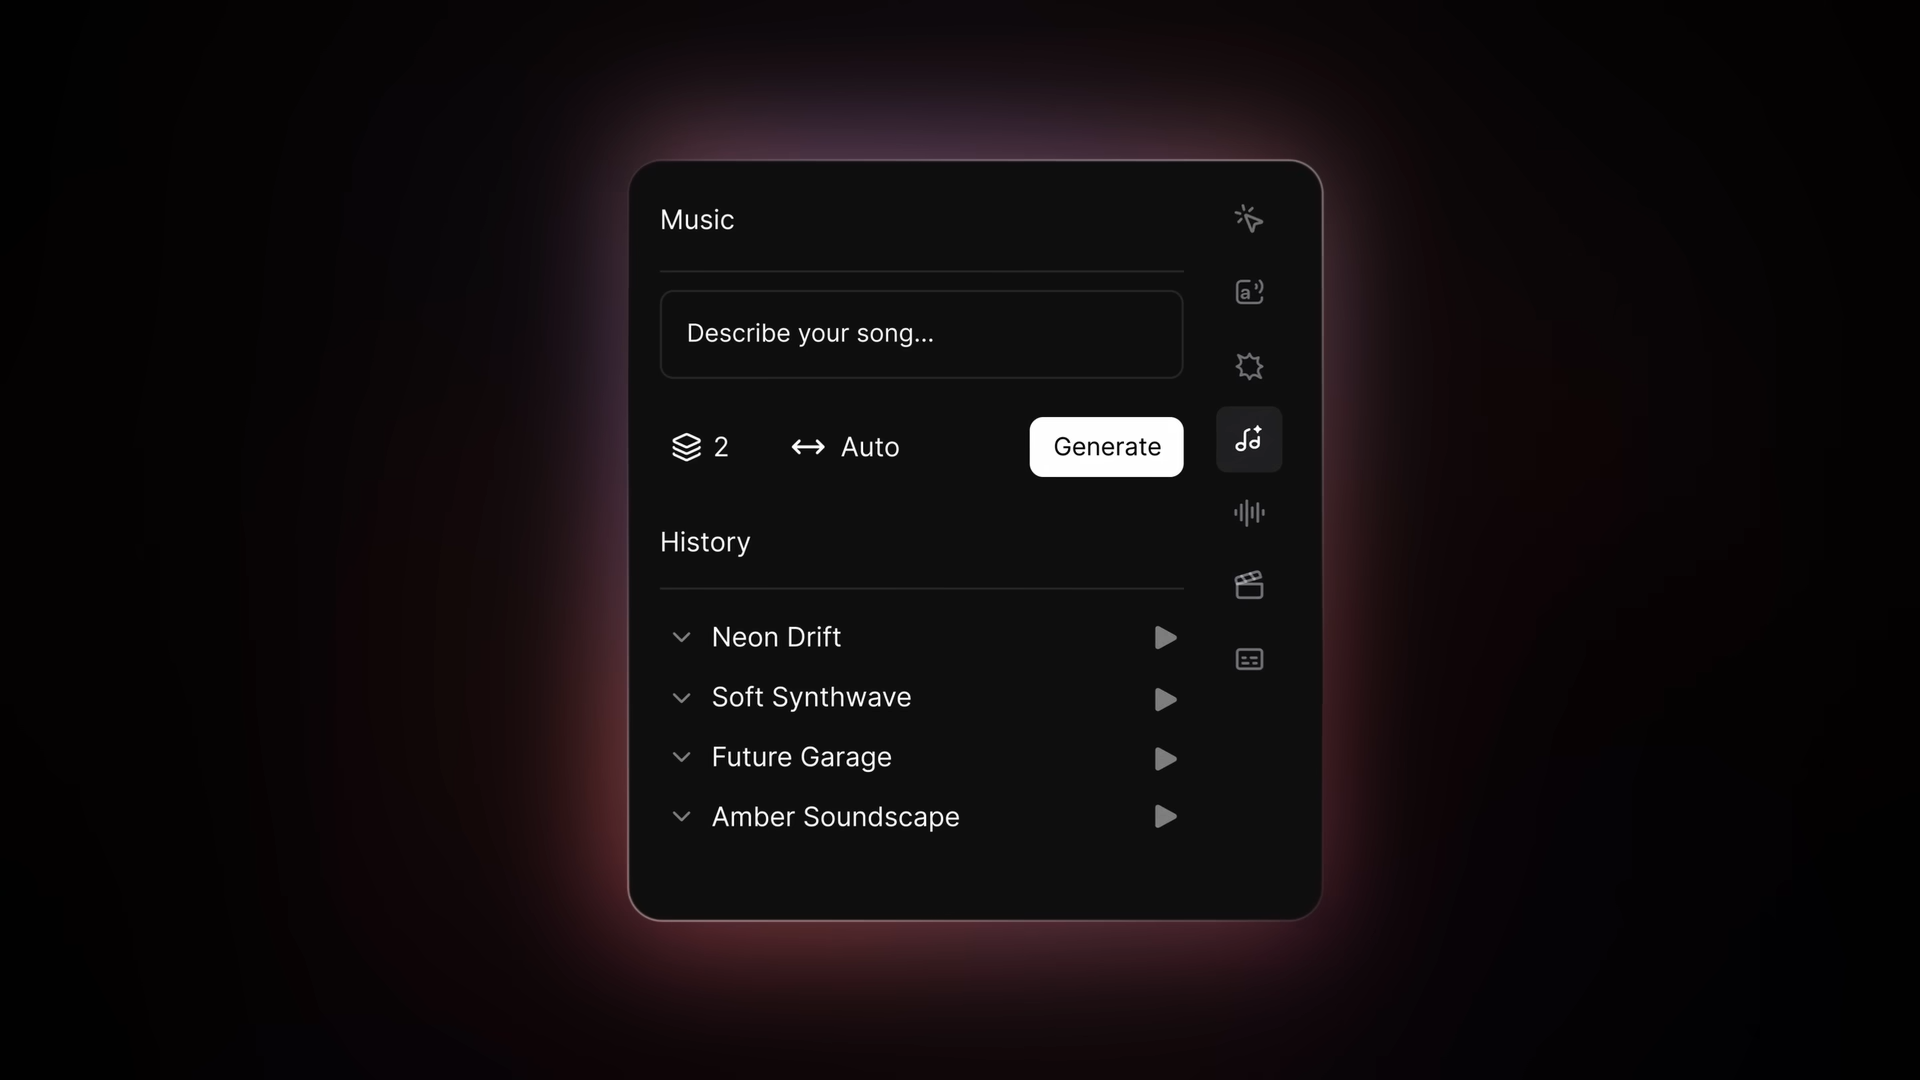 Music
Describe your song...
2
Auto
Generate
History
Neon Drift
Soft Synthwave
Future Garage
Amber Soundscape